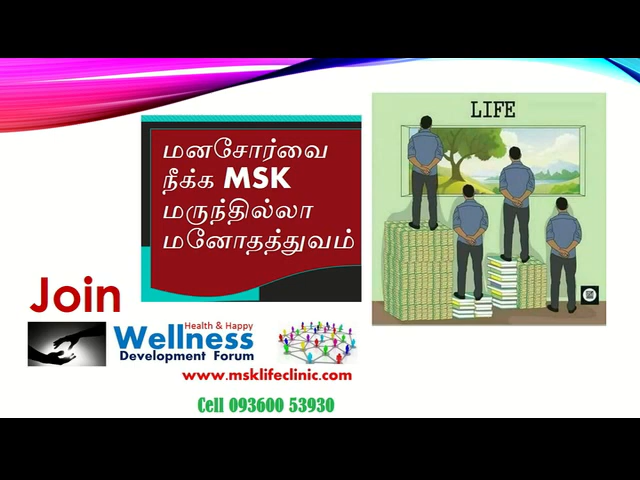 மனசோர்வை
நீக்க MSK
மருந்தில்லா
மனோதத்துவம்
LIFE
Join
Health & Happy
Wellness
Development Forum
www.msklifeclinic.com
Cell 093600 53930